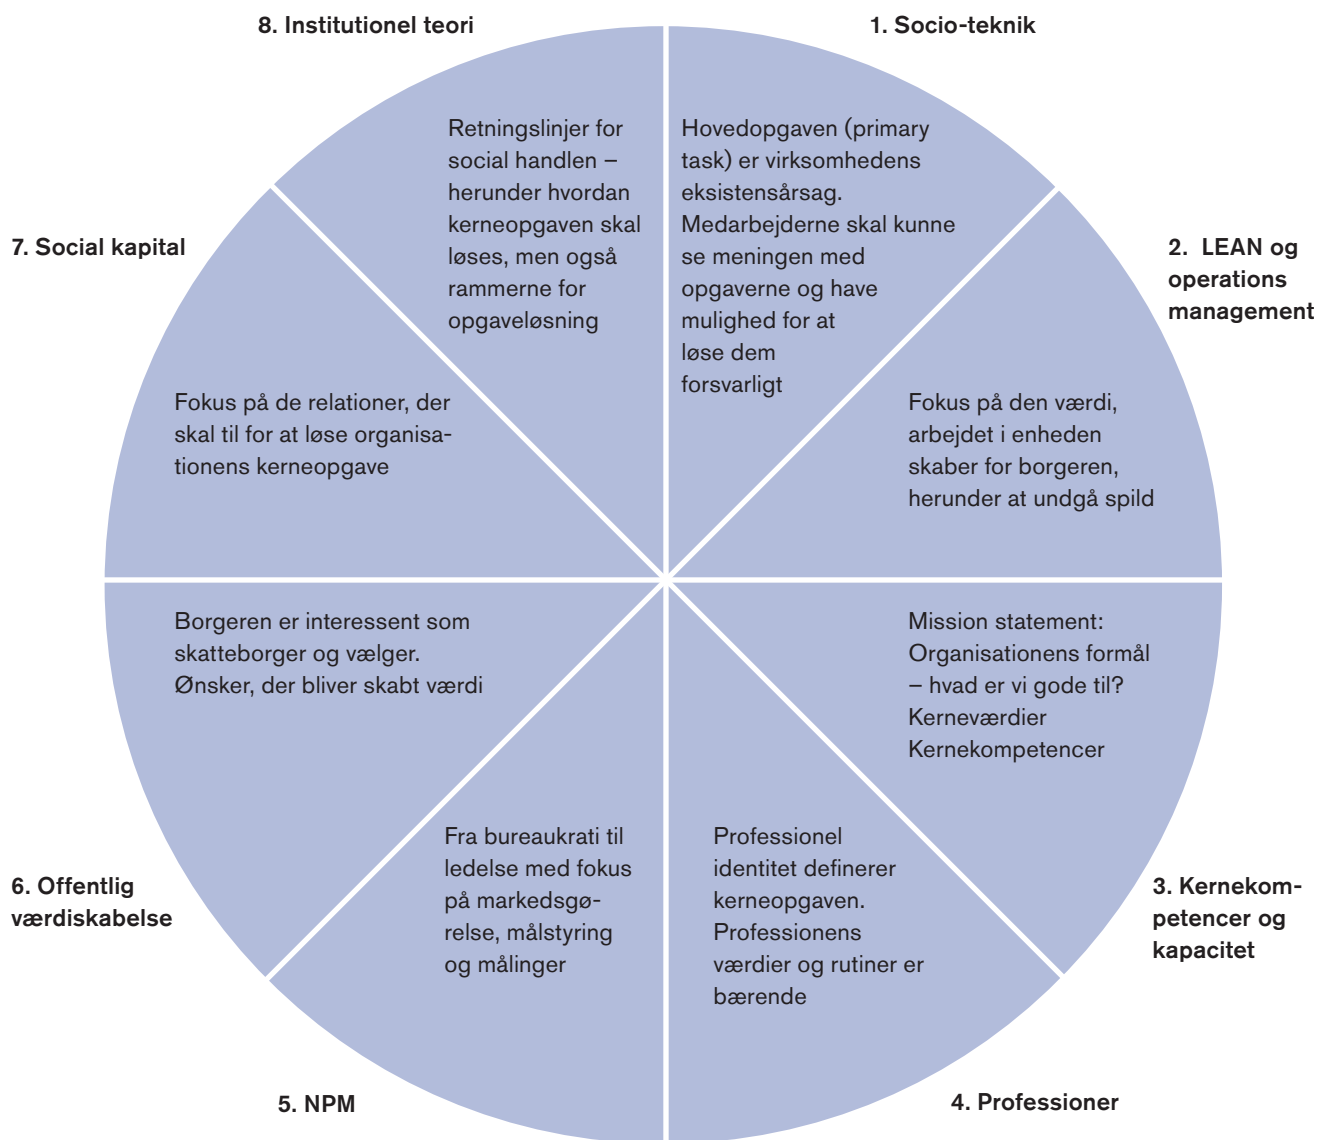 8. Institutionel teori
Retningslinjer for
social handlen –
herunder hvordan
kerneopgaven skal
løses, men også
rammerne for
opgaveløsning
1. Socio-teknik
Hovedopgaven (primary
task) er virksomhedens
eksistensårsag.
Medarbejderne skal kunne
se meningen med
opgaverne og have
mulighed for at
løse dem
forsvarligt
2. LEAN og
operations
management
Fokus på den værdi,
arbejdet i enheden
skaber for borgeren,
herunder at undgå spild
7. Social kapital
Fokus på de relationer, der
skal til for at løse organisa-
tionens kerneopgave
Borgeren er interessent som
skatteborger og vælger.
Ønsker, der bliver skabt værdi
6. Offentlig
værdiskabelse
Mission statement:
Organisationens formål
– hvad er vi gode til?
Kerneværdier
Kernekompetencer
3. Kernekom-
petencer og
kapacitet
Fra bureaukrati til
ledelse med fokus
på markedsgø-
relse, målstyring
og målinger
5. NPM
Professionel
identitet definerer
kerneopgaven.
Professionens
værdier og rutiner er
bærende
4. Professioner